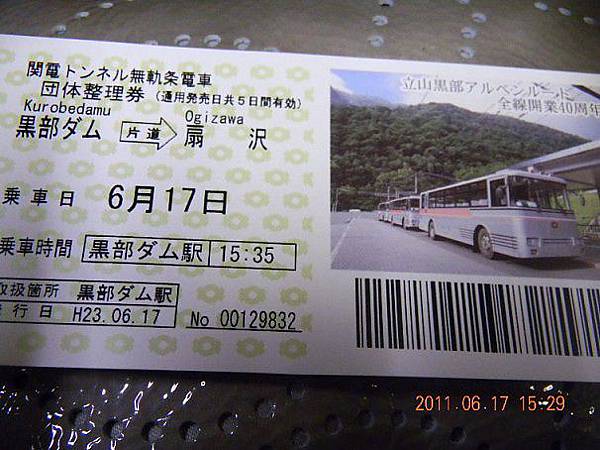 関電トンネル無軌条電車
団体整理券(通用発売日共5日間有効)
Kurobedamu Ogizawa
黒部ダム 片道 扇沢
乗車日 6月17日
乗車時間 黒部ダム駅 15:35
取扱箇所 黒部ダム駅
行日 H23.06.17 No 00129832
立山黒部アルペンルート
全線開業40周年
2011.06.17 15:29